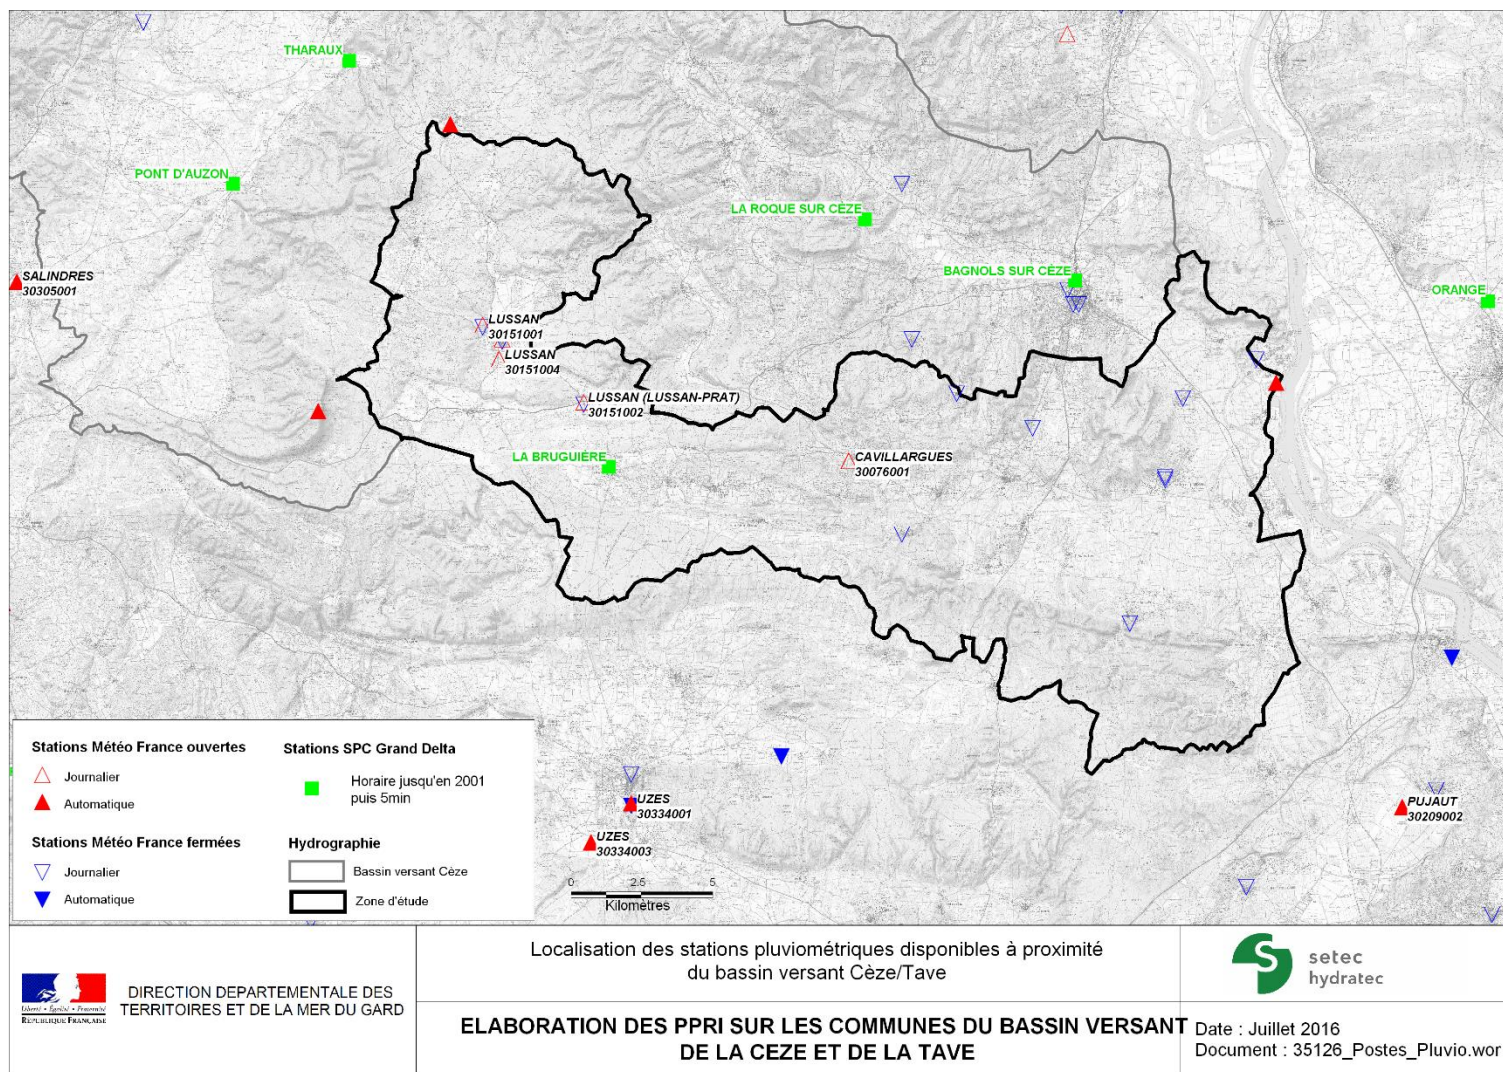 THARAUX
PONT D'AUZON
LA ROQUE SUR CÈZE
BAGNOLS SUR CÈZE
ORANGE
SALINDRES
30305001
LUSSAN
30151001
LUSSAN
30151004
LUSSAN (LUSSAN-PRAT)
30151002
LA BRUGUIÈRE
CAVILLARGUES
30076001
UZES
30334001
UZES
30334003
PUJAUT
30209002
0 2.5 5
Kilomètres
Stations Météo France ouvertes
Journalier
Automatique
Stations Météo France fermées
Journalier
Automatique
Stations SPC Grand Delta
Horaire jusqu'en 2001
puis 5min
Hydrographie
Bassin versant Cèze
Zone d'étude
Liberté • Égalité • Fraternité
RÉPUBLIQUE FRANÇAISE
DIRECTION DEPARTEMENTALE DES
TERRITOIRES ET DE LA MER DU GARD
Localisation des stations pluviométriques disponibles à proximité
du bassin versant Cèze/Tave
ELABORATION DES PPRI SUR LES COMMUNES DU BASSIN VERSANT
DE LA CEZE ET DE LA TAVE
setec
hydratec
Date : Juillet 2016
Document : 35126_Postes_Pluvio.wor